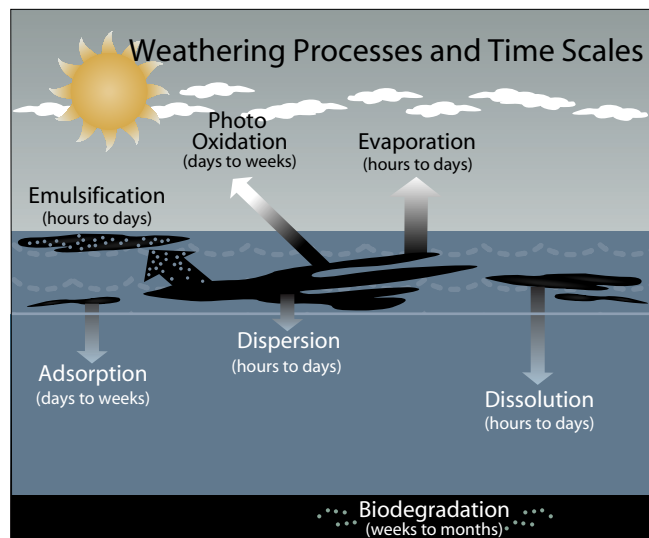 Weathering Processes and Time Scales
Photo
Oxidation
(days to weeks)
Evaporation
(hours to days)
Emulsification
(hours to days)
Adsorption
(days to weeks)
Dispersion
(hours to days)
Dissolution
(hours to days)
Biodegradation
(weeks to months)